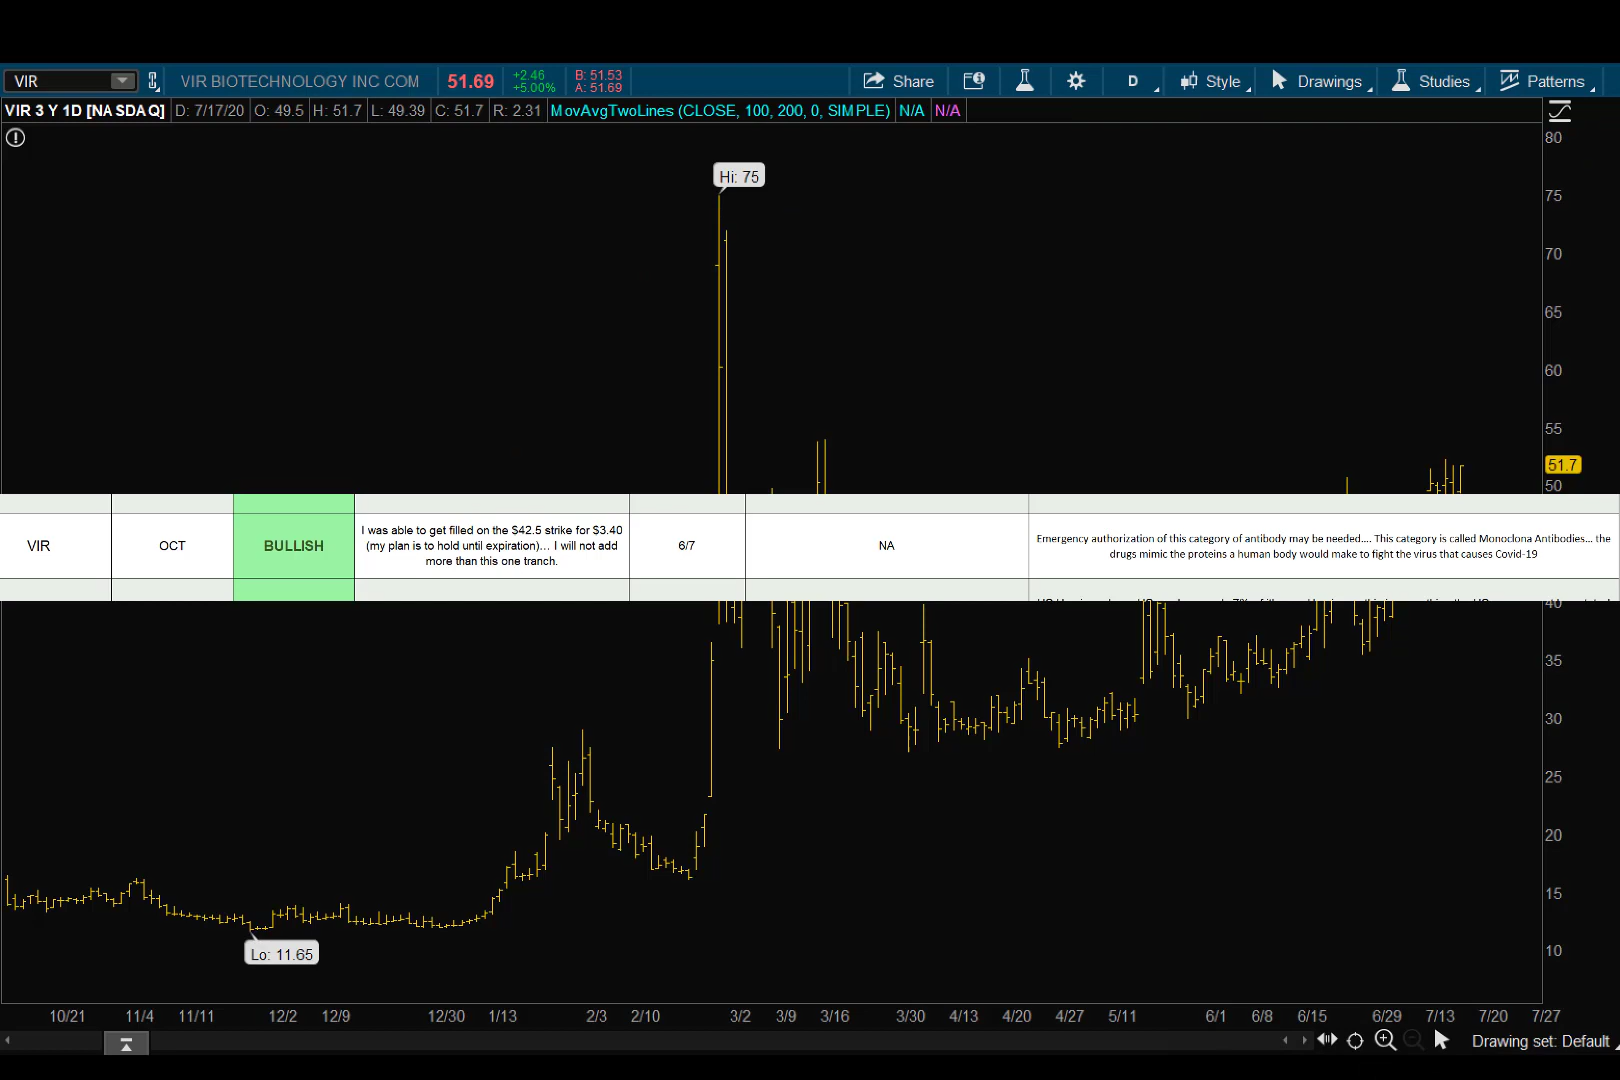 VIR
VIR BIOTECHNOLOGY INC COM
51.69
+2.46
+5.00%
B: 51.53
A: 51.69
Share
D
Style
Drawings
Studies
Patterns
VIR 3 Y 1D [NASDAQ] D: 7/17/20 O: 49.5 H: 51.7 L: 49.39 C: 51.7 R: 2.31 MovAvgTwoLines (CLOSE, 100, 200, 0, SIMPLE) N/A N/A
80
Hi: 75
75
70
65
60
55
51.7
50
VIR
OCT
BULLISH
I was able to get filled on the $42.5 strike for $3.40
(my plan is to hold until expiration)... I will not add
more than this one tranch.
6/7
NA
Emergency authorization of this category of antibody may be needed.... This category is called Monoclona Antibodies... the
drugs mimic the proteins a human body would make to fight the virus that causes Covid-19
40
35
30
25
20
15
10
Lo: 11.65
10/21 11/4 11/11 12/2 12/9 12/30 1/13 2/3 2/10 3/2 3/9 3/16 3/30 4/13 4/20 4/27 5/11 6/1 6/8 6/15 6/29 7/13 7/20 7/27
Drawing set: Default